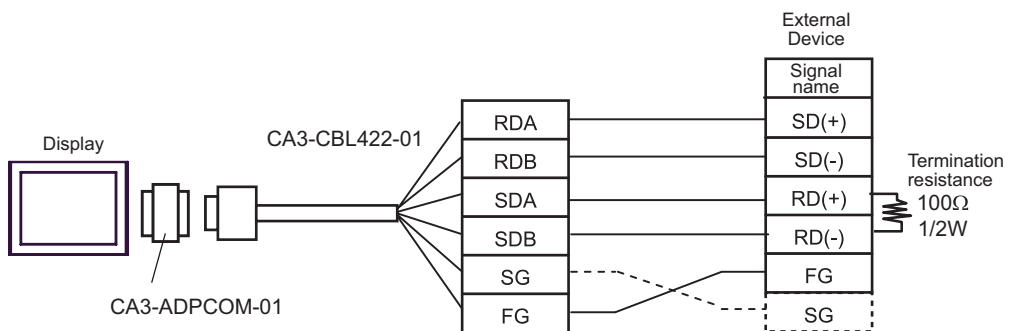 External
Device
Signal
name
CA3-CBL422-01
RDA
SD(+)
Display
RDB
SD(-)
Termination
resistance
100Ω
1/2W
SDA
RD(+)
SDB
RD(-)
SG
FG
CA3-ADPCOM-01
FG
SG